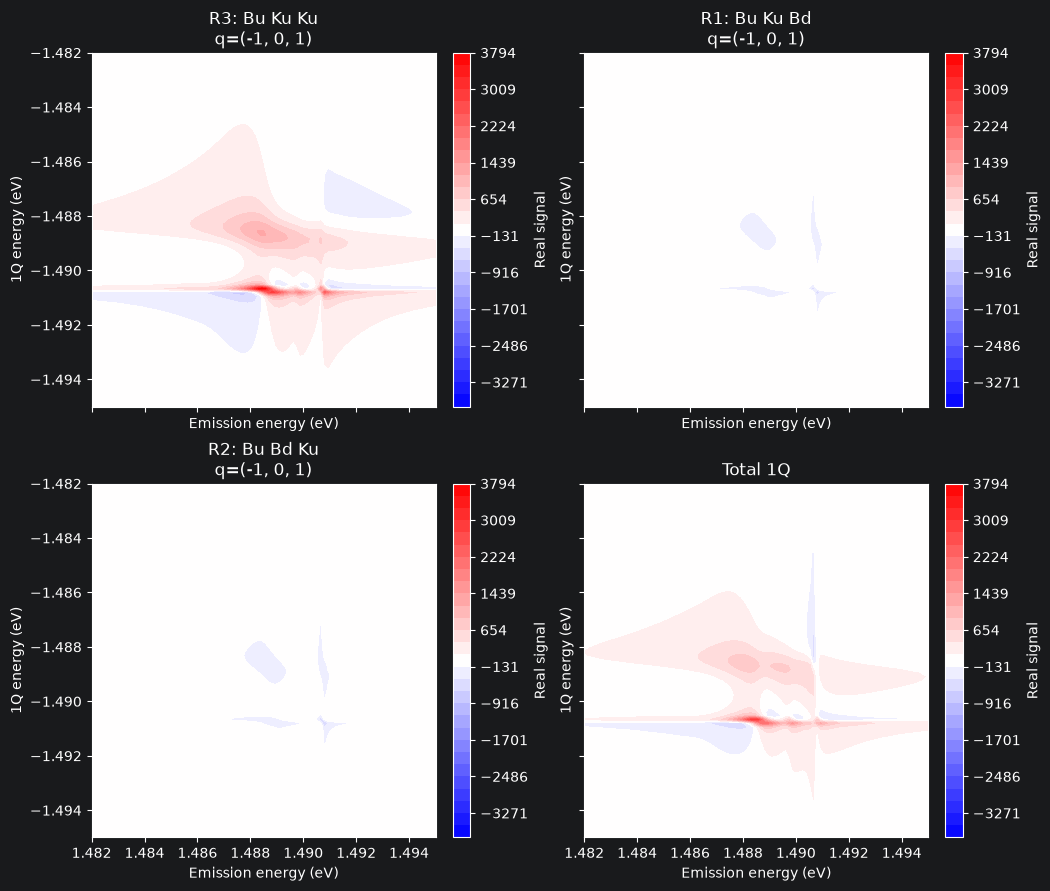 R3: Bu Ku Ku
q=(-1, 0, 1)
−1.482
−1.484
−1.486
−1.488
−1.490
−1.492
−1.494
1Q energy (eV)
Emission energy (eV)
3794
3009
2224
1439
654
−131
−916
−1701
−2486
−3271
Real signal
R1: Bu Ku Bd
q=(-1, 0, 1)
1Q energy (eV)
Emission energy (eV)
3794
3009
2224
1439
654
−131
−916
−1701
−2486
−3271
Real signal
R2: Bu Bd Ku
q=(-1, 0, 1)
−1.482
−1.484
−1.486
−1.488
−1.490
−1.492
−1.494
1Q energy (eV)
1.482 1.484 1.486 1.488 1.490 1.492 1.494
Emission energy (eV)
3794
3009
2224
1439
654
−131
−916
−1701
−2486
−3271
Real signal
Total 1Q
1Q energy (eV)
1.482 1.484 1.486 1.488 1.490 1.492 1.494
Emission energy (eV)
3794
3009
2224
1439
654
−131
−916
−1701
−2486
−3271
Real signal